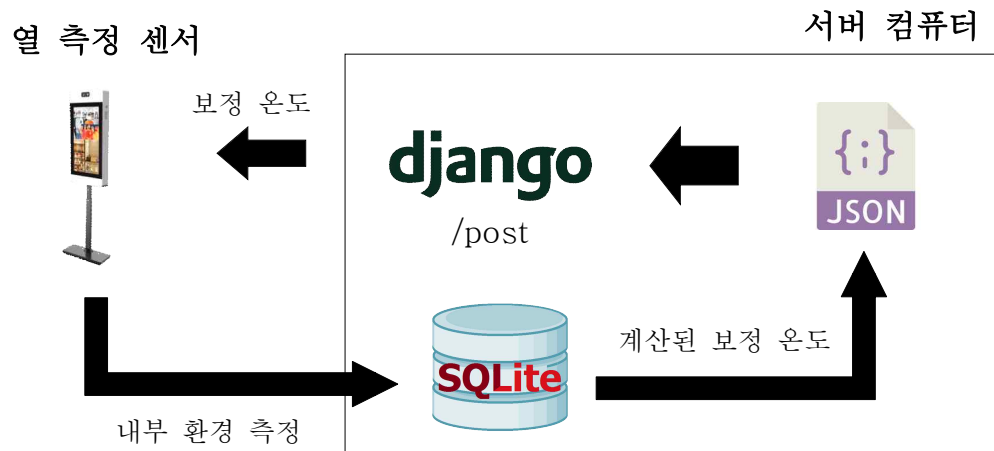 열 측정 센서
서버 컴퓨터
보정 온도
django
/post
{;}
JSON
SQLite
계산된 보정 온도
내부 환경 측정